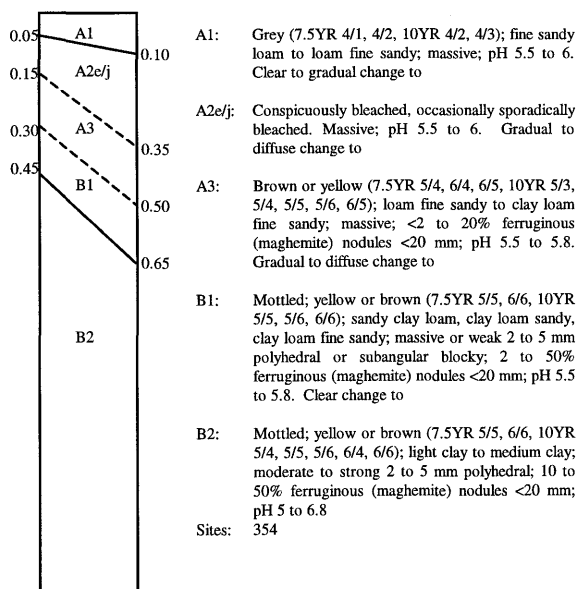 0.05
A1
0.10
0.15
A2e/j
A3
0.35
0.30
0.45
B1
0.50
0.65
B2
A1: Grey (7.5YR 4/1, 4/2, 10YR 4/2, 4/3); fine sandy
loam to loam fine sandy; massive; pH 5.5 to 6.
Clear to gradual change to
A2e/j: Conspicuously bleached, occasionally sporadically
bleached. Massive; pH 5.5 to 6. Gradual to
diffuse change to
A3: Brown or yellow (7.5YR 5/4, 6/4, 6/5, 10YR 5/3,
5/4, 5/5, 5/6, 6/5); loam fine sandy to clay loam
fine sandy; massive; <2 to 20% ferruginous
(maghemite) nodules <20 mm; pH 5.5 to 5.8.
Gradual to diffuse change to
B1: Mottled; yellow or brown (7.5YR 5/5, 6/6, 10YR
5/5, 5/6, 6/6); sandy clay loam, clay loam sandy,
clay loam fine sandy; massive or weak 2 to 5 mm
polyhedral or subangular blocky; 2 to 50%
ferruginous (maghemite) nodules <20 mm; pH 5.5
to 5.8. Clear change to
B2: Mottled; yellow or brown (7.5YR 5/5, 6/6, 10YR
5/4, 5/5, 5/6, 6/4, 6/6); light clay to medium clay;
moderate to strong 2 to 5 mm polyhedral; 10 to
50% ferruginous (maghemite) nodules <20 mm;
pH 5 to 6.8
Sites: 354